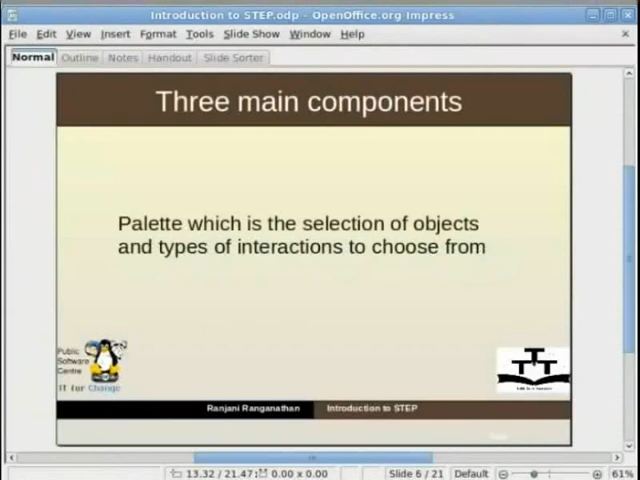 Introduction to STEP.odp - OpenOffice.org Impress
File Edit View Insert Format Tools Slide Show Window Help
Normal Outline Notes Handout Slide Sorter
Three main components
Palette which is the selection of objects
and types of interactions to choose from
Public
Software
Centre
IT for Change
TTT
Ranjani Ranganathan Introduction to STEP
13.32 / 21.47 0.00 x 0.00 Slide 6 / 21 Default 61%